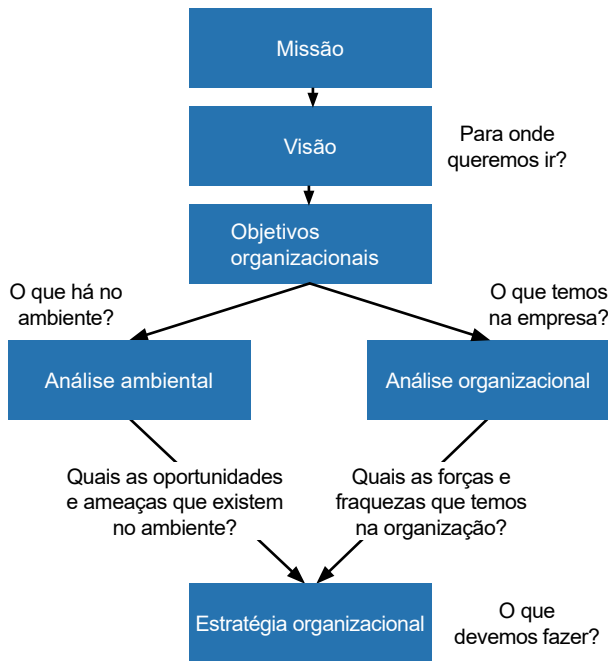 Missão
Visão
Para onde
queremos ir?
Objetivos
organizacionais
O que há no
ambiente?
O que temos
na empresa?
Análise ambiental
Análise organizacional
Quais as oportunidades
e ameaças que existem
no ambiente?
Quais as forças e
fraquezas que temos
na organização?
Estratégia organizacional
O que
devemos fazer?